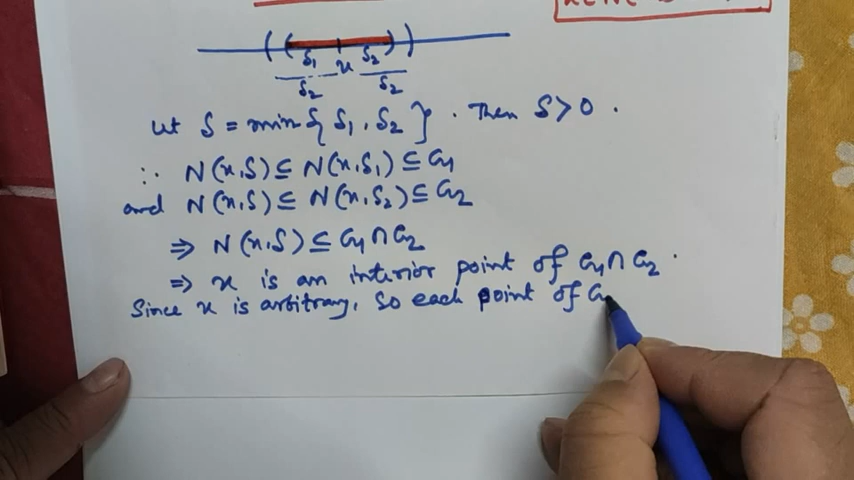 ( ( δ₁ x δ₂ ) )
δ₂ δ₂
Let δ = min { δ₁, δ₂ } . Then δ > 0 .
∴ N(x,δ) ⊆ N(x,δ₁) ⊆ G₁
and N(x,δ) ⊆ N(x,δ₂) ⊆ G₂
⇒ N(x,δ) ⊆ G₁ ∩ G₂
⇒ x is an interior point of G₁ ∩ G₂ .
Since x is arbitrary, so each point of G